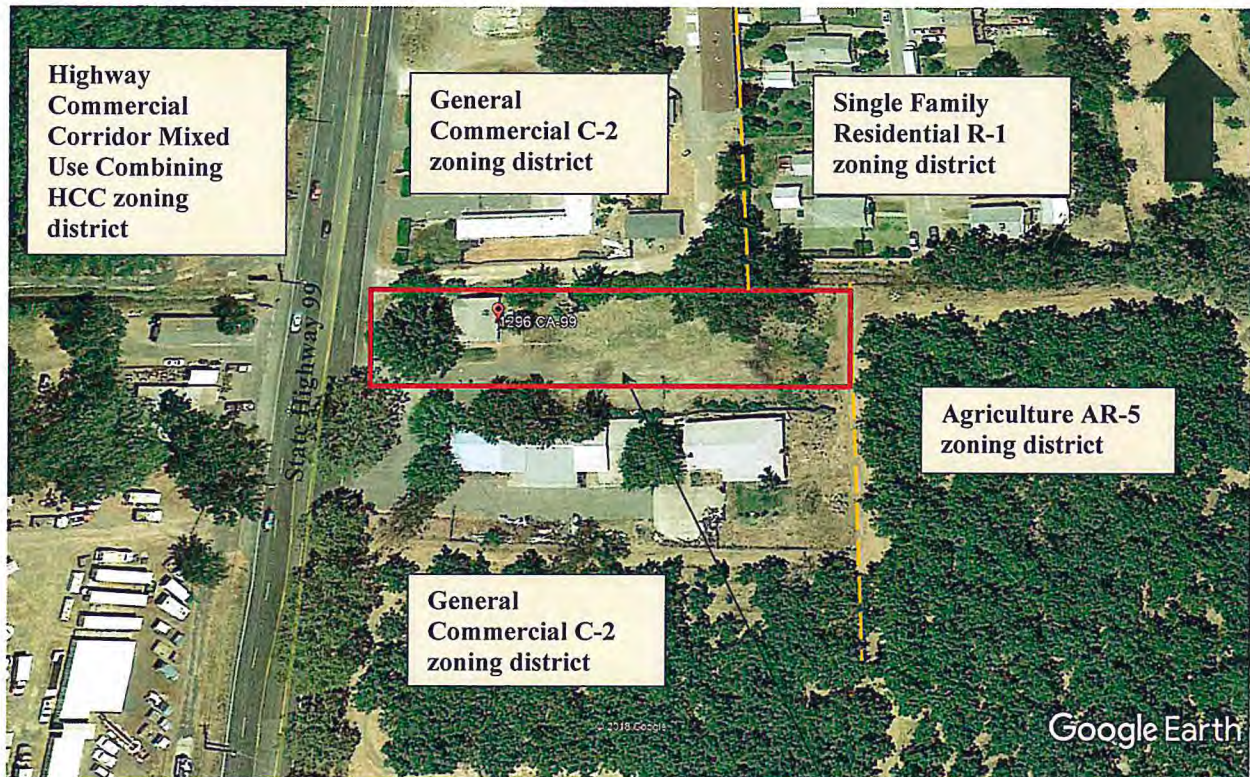 Highway
Commercial
Corridor Mixed
Use Combining
HCC zoning
district
General
Commercial C-2
zoning district
Single Family
Residential R-1
zoning district
1296 CA-99
State Highway 99
Agriculture AR-5
zoning district
General
Commercial C-2
zoning district
© 2018 Google
Google Earth